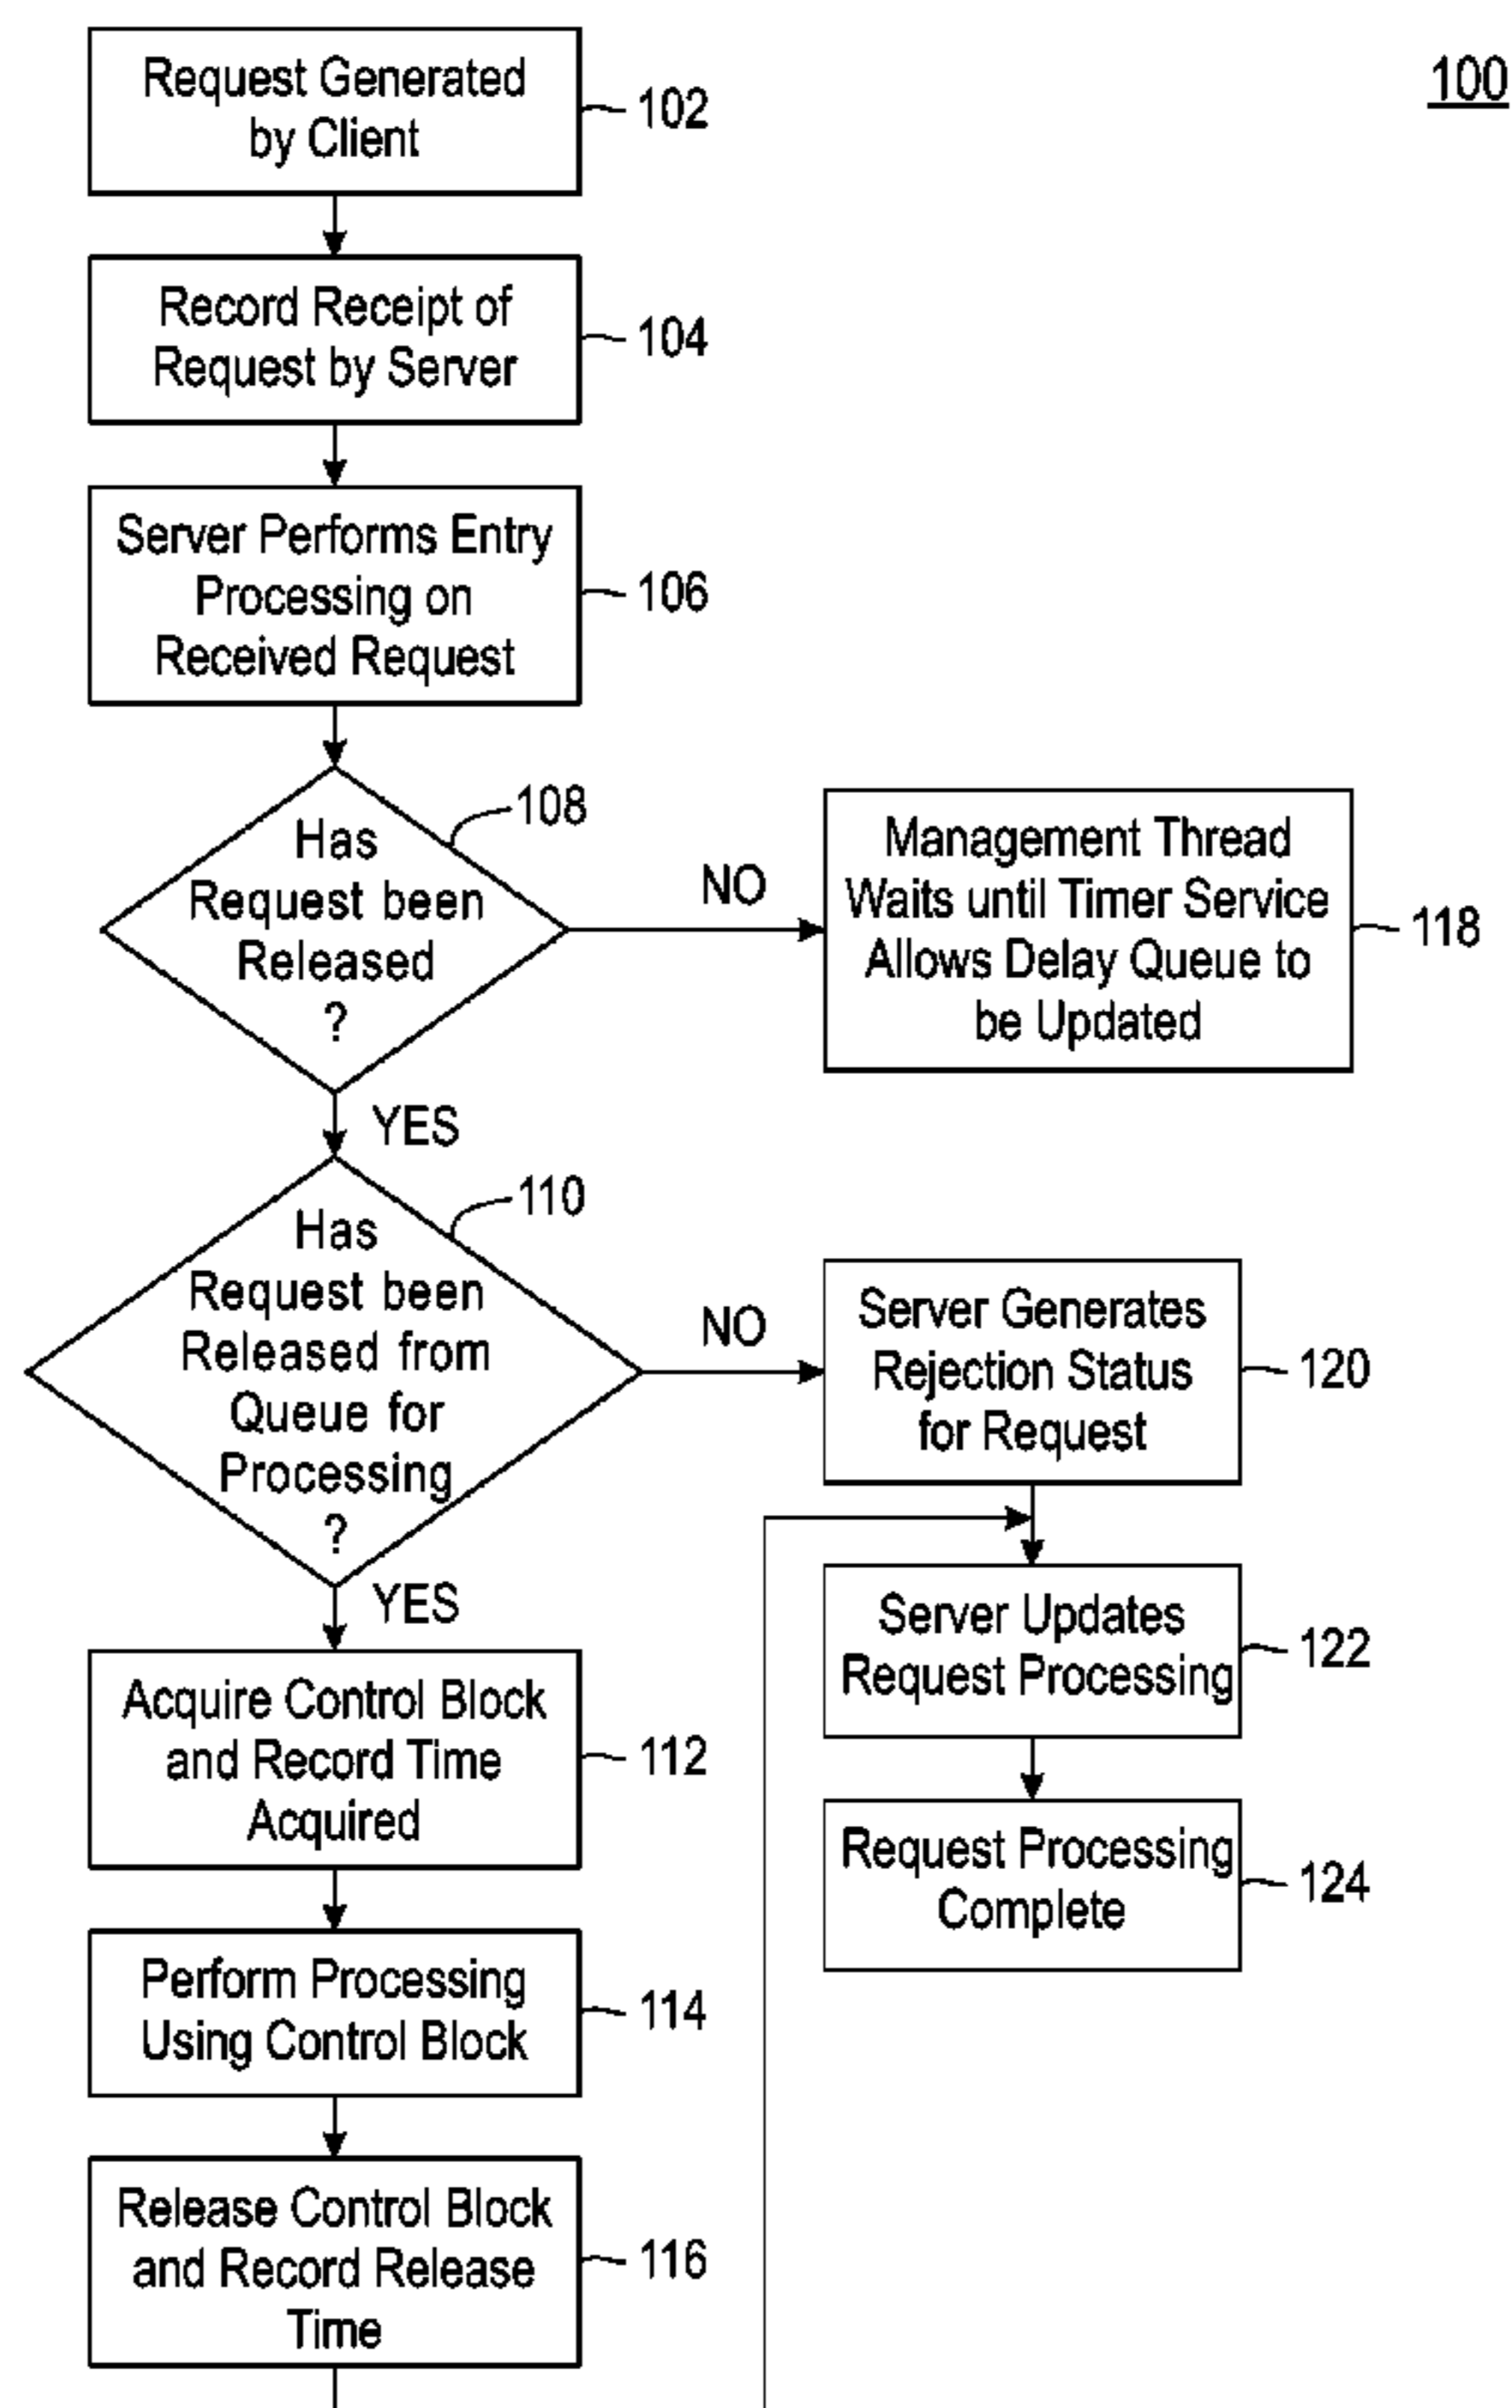 100
Request Generated
by Client
102
Record Receipt of
Request by Server
104
Server Performs Entry
Processing on
Received Request
106
Has
Request been
Released
?
108
NO
Management Thread
Waits until Timer Service
Allows Delay Queue to
be Updated
118
YES
Has
Request been
Released from
Queue for
Processing
?
110
NO
Server Generates
Rejection Status
for Request
120
YES
Server Updates
Request Processing
122
Acquire Control Block
and Record Time
Acquired
112
Request Processing
Complete
124
Perform Processing
Using Control Block
114
Release Control Block
and Record Release
Time
116